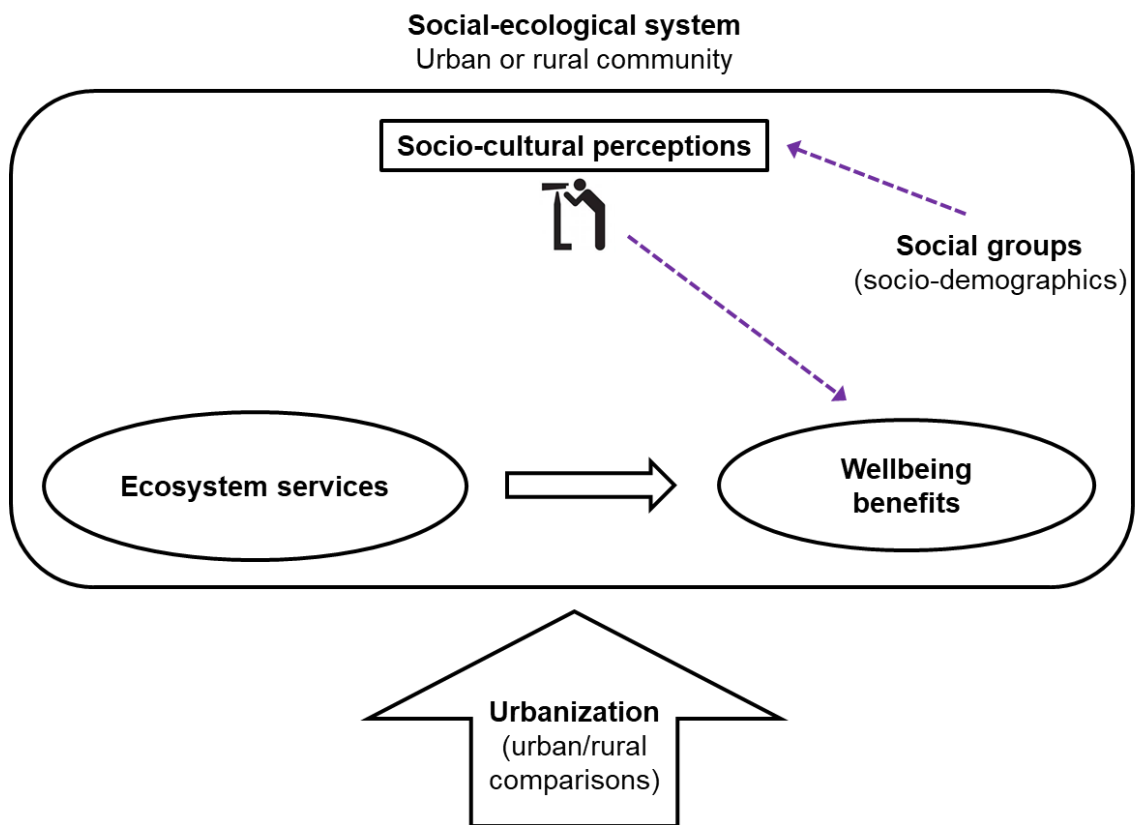 Social-ecological system
Urban or rural community
Socio-cultural perceptions
Social groups
(socio-demographics)
Ecosystem services
Wellbeing
benefits
Urbanization
(urban/rural
comparisons)